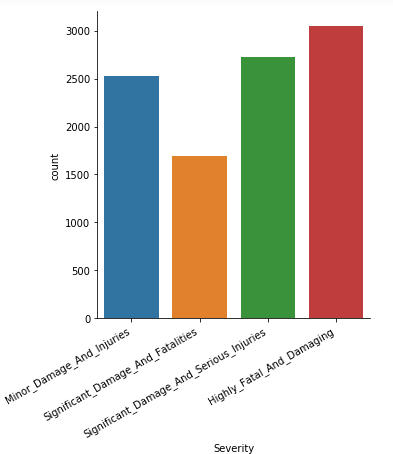 3000
2500
2000
1500
1000
500
0
count
Minor_Damage_And_Injuries
Significant_Damage_And_Fatalities
Significant_Damage_And_Serious_Injuries
Highly_Fatal_And_Damaging
Severity